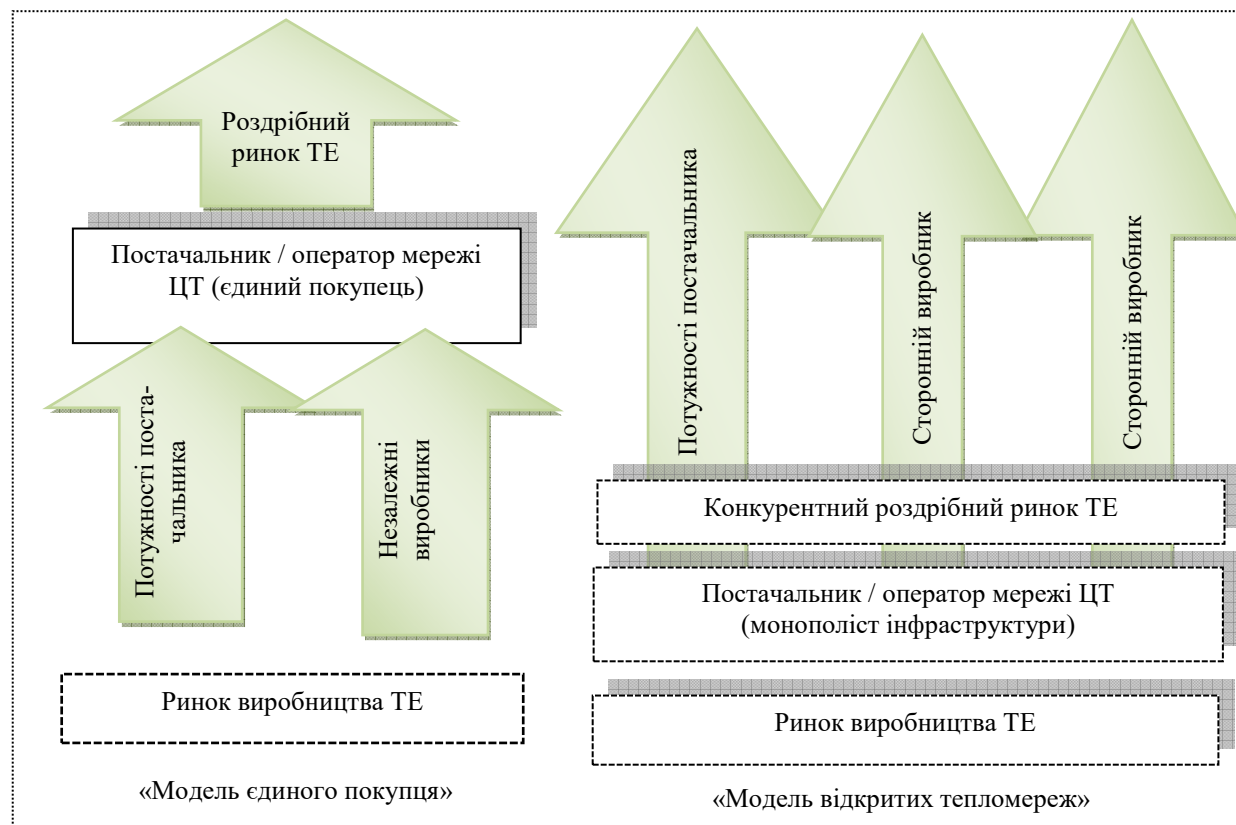 Роздрібний
ринок ТЕ
Постачальник / оператор мережі
ЦТ (єдиний покупець)
Потужності поста-
чальника
Незалежні
виробники
Ринок виробництва ТЕ
«Модель єдиного покупця»
Потужності постачальника
Сторонній виробник
Сторонній виробник
Конкурентний роздрібний ринок ТЕ
Постачальник / оператор мережі ЦТ
(монополіст інфраструктури)
Ринок виробництва ТЕ
«Модель відкритих тепломереж»